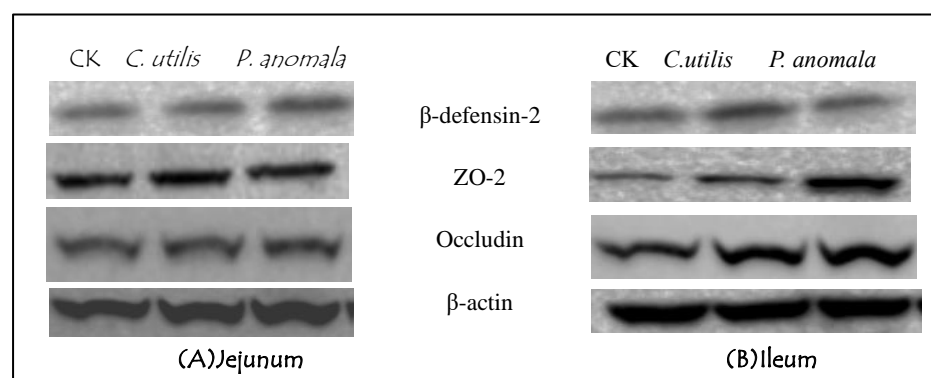 CK C. utilis P. anomala
CK C.utilis P. anomala
β-defensin-2
ZO-2
Occludin
β-actin
(A)Jejunum
(B)Ileum